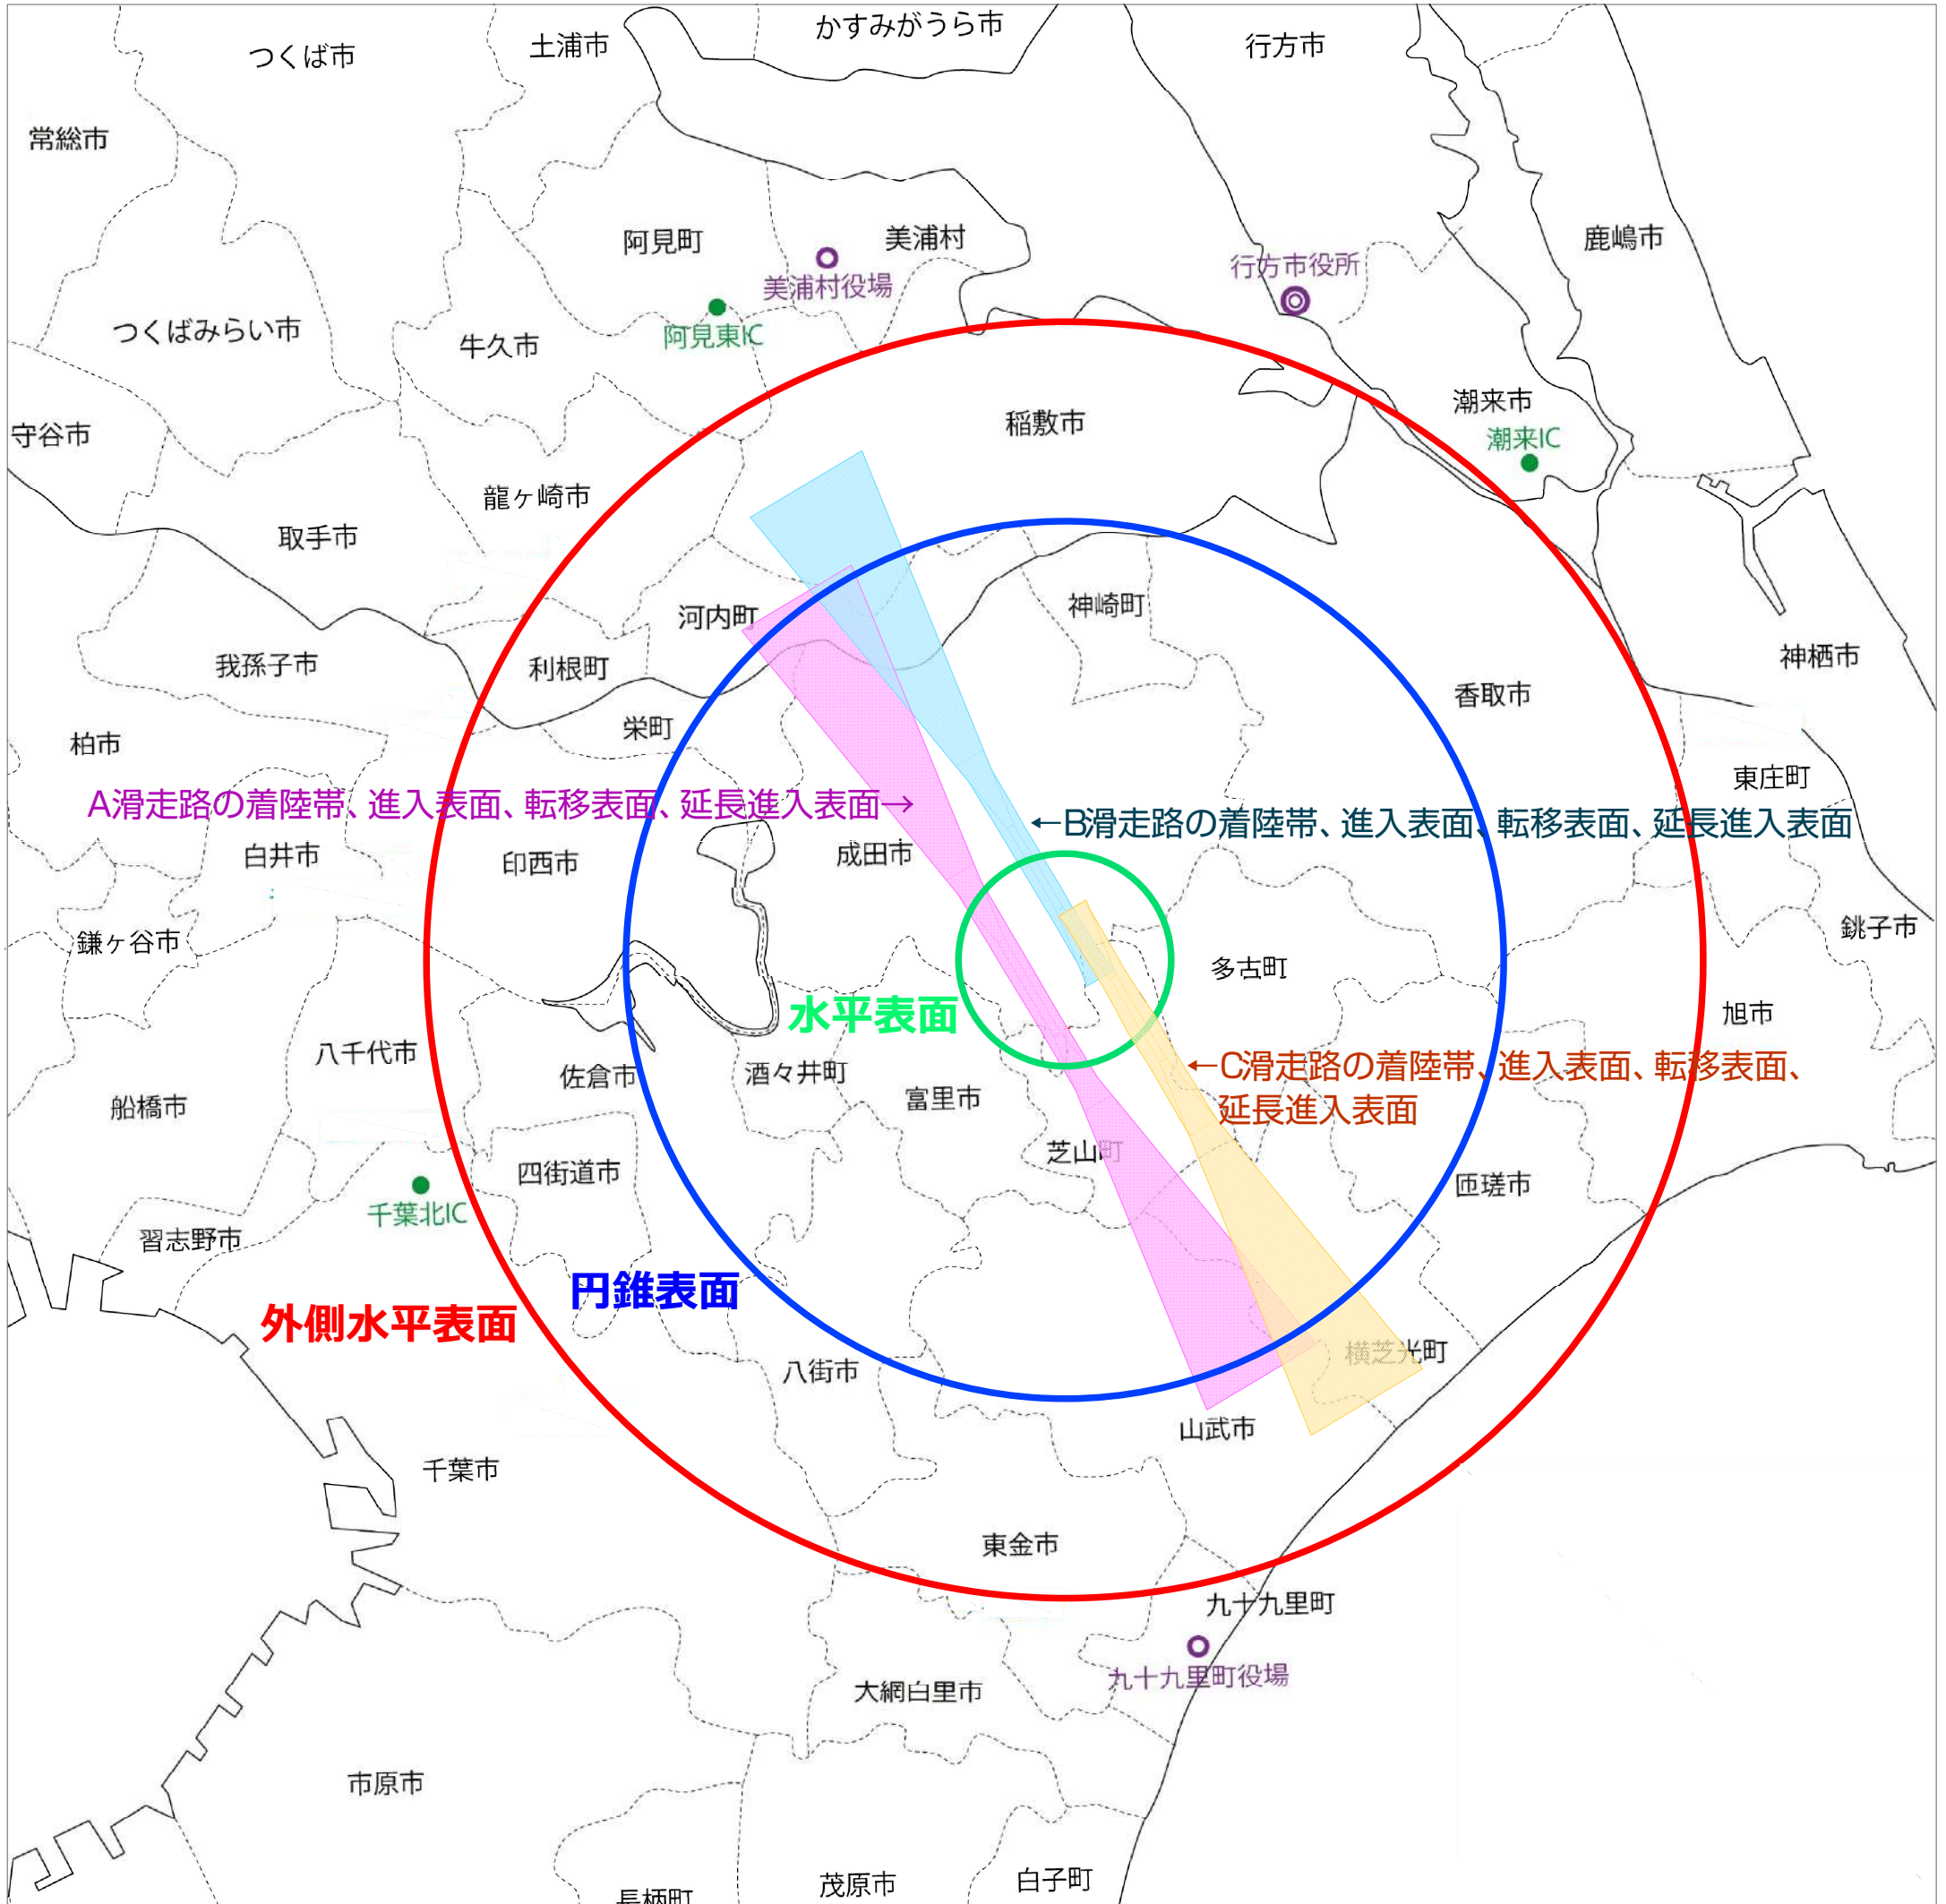 かすみがうら市
つくば市
土浦市
行方市
常総市
阿見町
美浦村
鹿嶋市
行方市役所
美浦村役場
つくばみらい市
阿見東IC
牛久市
潮来市
稲敷市
守谷市
潮来IC
龍ヶ崎市
取手市
神崎町
河内町
神栖市
我孫子市
利根町
香取市
栄町
柏市
東庄町
A滑走路の着陸帯、進入表面、転移表面、延長進入表面→
←B滑走路の着陸帯、進入表面、転移表面、延長進入表面
白井市
印西市
成田市
鎌ヶ谷市
銚子市
多古町
水平表面
旭市
八千代市
佐倉市
酒々井町
←C滑走路の着陸帯、進入表面、転移表面、
延長進入表面
船橋市
富里市
芝山町
四街道市
匝瑳市
千葉北IC
習志野市
円錐表面
外側水平表面
横芝光町
八街市
山武市
千葉市
東金市
九十九里町
九十九里町役場
大網白里市
市原市
白子町
茂原市
長柄町